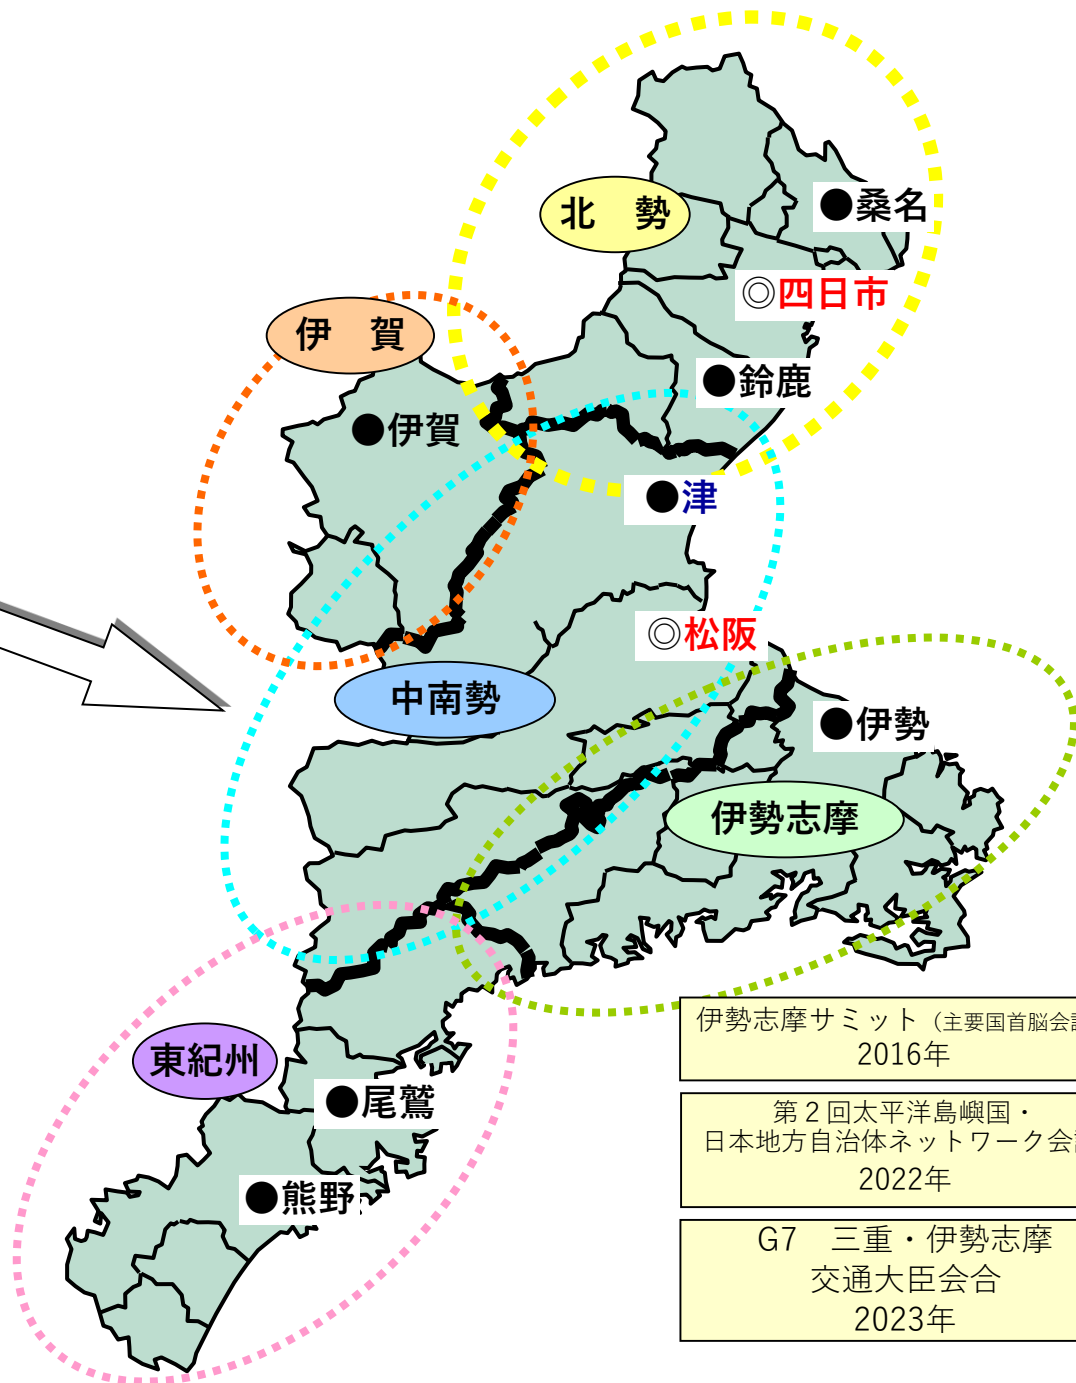 北　勢
●桑名
◎四日市
伊　賀
●鈴鹿
●伊賀
●津
◎松阪
中南勢
●伊勢
伊勢志摩
東紀州
●尾鷲
●熊野
伊勢志摩サミット（主要国首脳会
2016年
第２回太平洋島嶼国・
日本地方自治体ネットワーク会
2022年
G7　三重・伊勢志摩
交通大臣会合
2023年